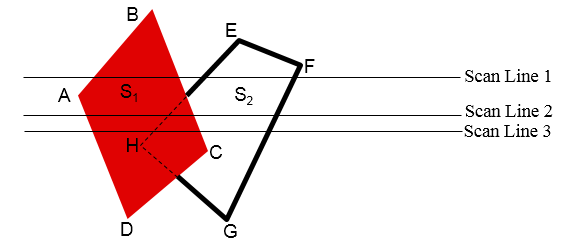 B
E
F
Scan Line 1
A
S1
S2
Scan Line 2
Scan Line 3
H
C
D
G